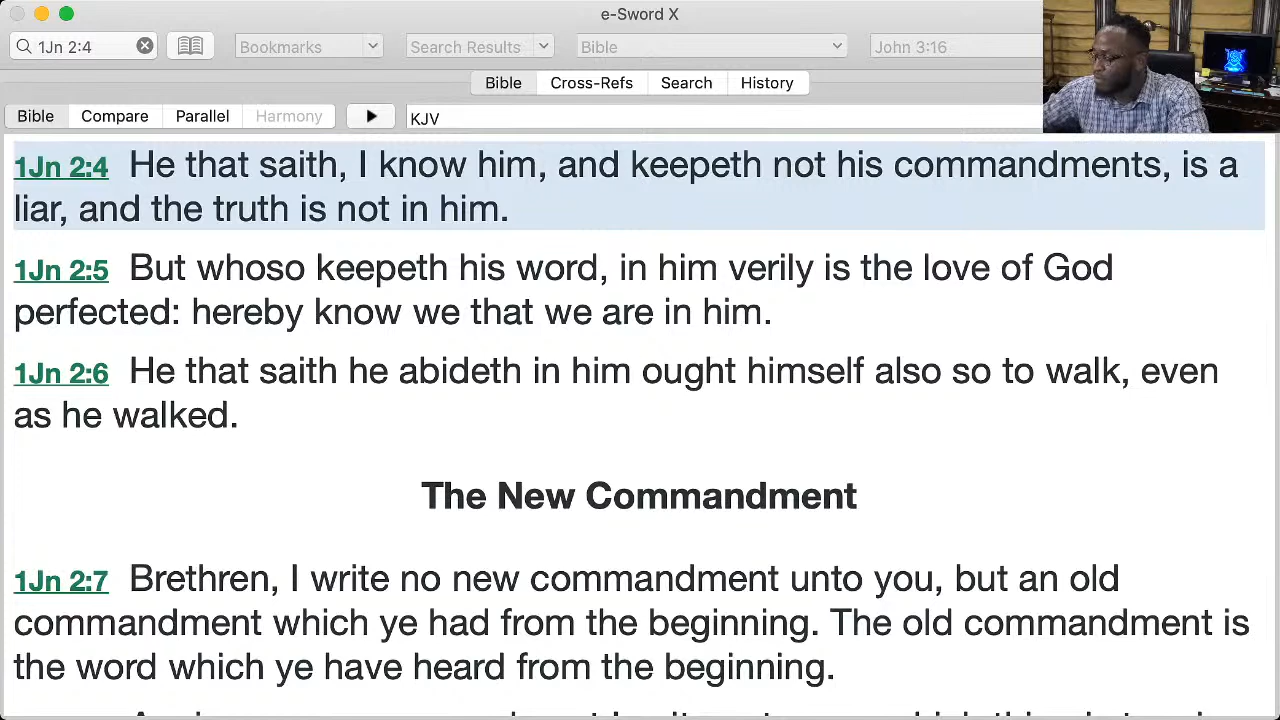 e-Sword X
1Jn 2:4
Bookmarks
Search Results
Bible
John 3:16
Bible Cross-Refs Search History
Bible Compare Parallel Harmony
KJV
1Jn 2:4 He that saith, I know him, and keepeth not his commandments, is a
liar, and the truth is not in him.
1Jn 2:5 But whoso keepeth his word, in him verily is the love of God
perfected: hereby know we that we are in him.
1Jn 2:6 He that saith he abideth in him ought himself also so to walk, even
as he walked.
The New Commandment
1Jn 2:7 Brethren, I write no new commandment unto you, but an old
commandment which ye had from the beginning. The old commandment is
the word which ye have heard from the beginning.